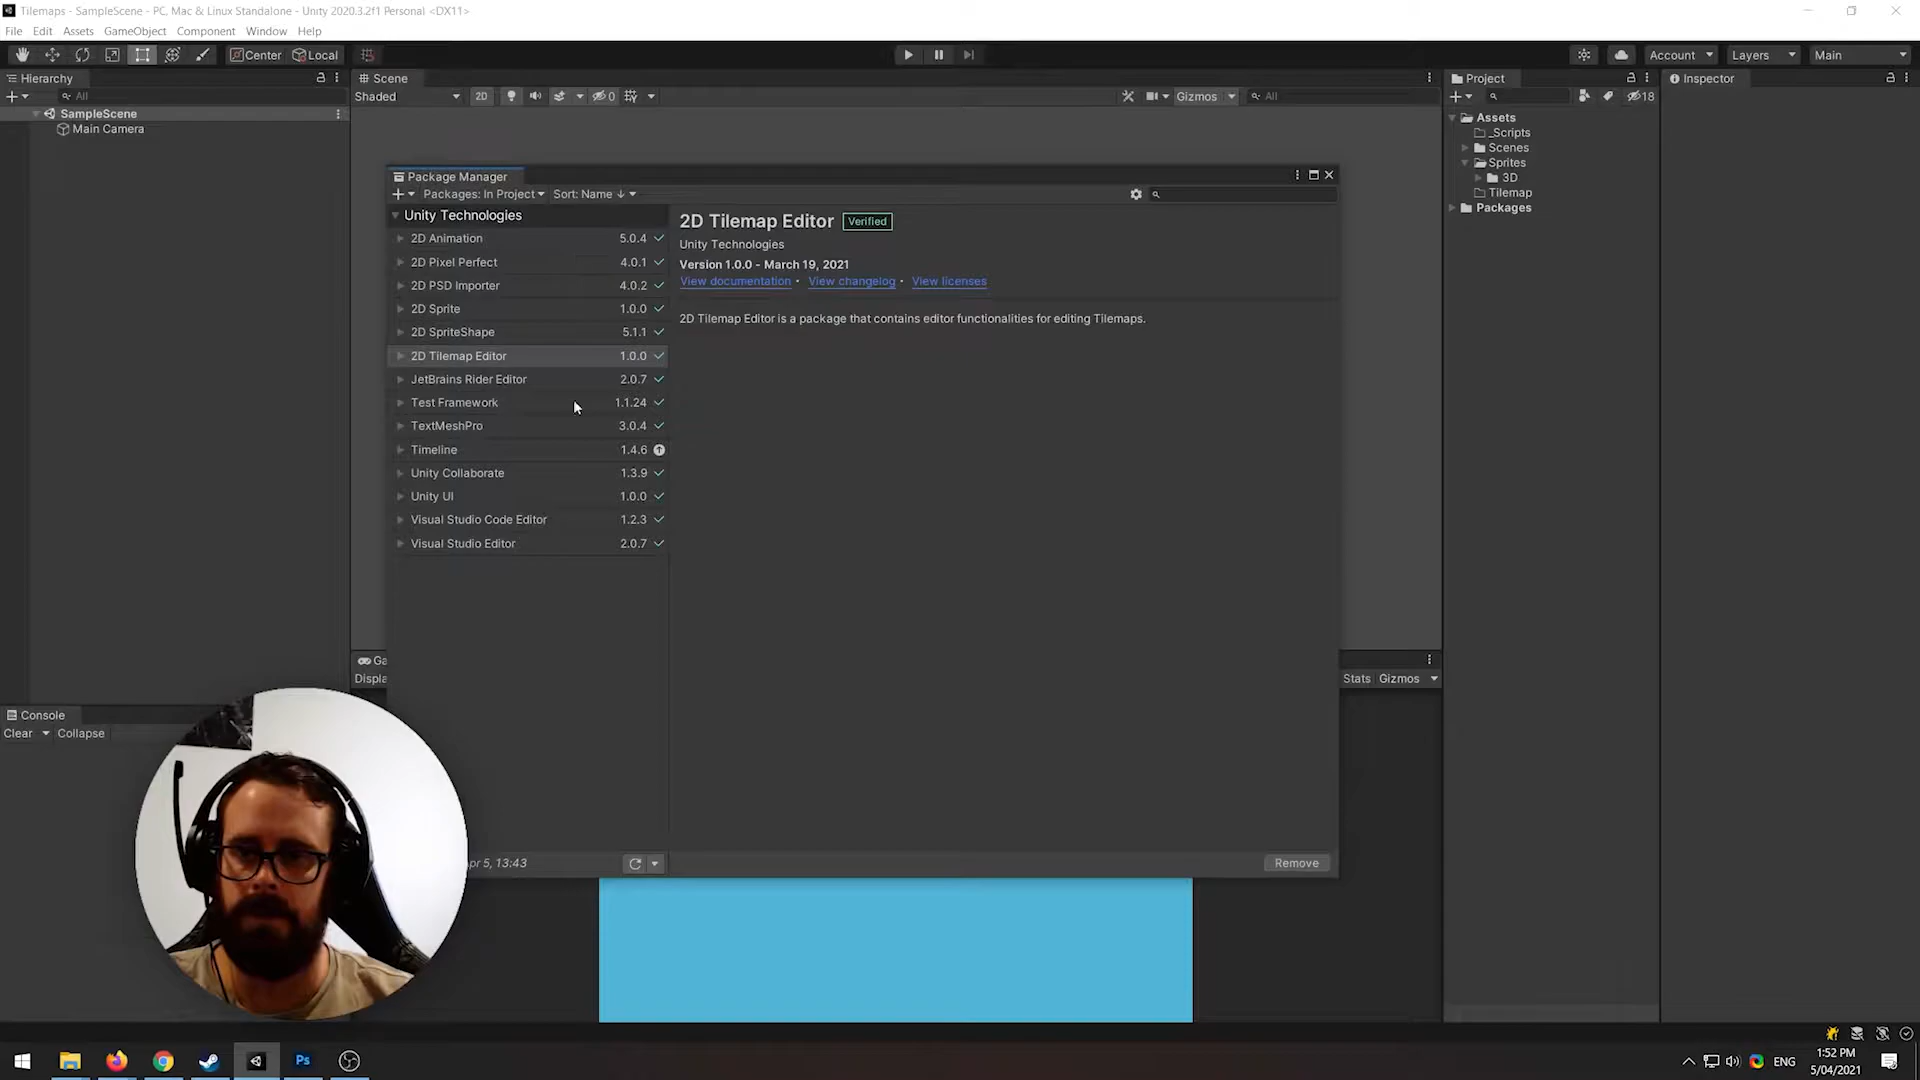 Tilemaps - SampleScene - PC, Mac & Linux Standalone - Unity 2020.3.2f1 Personal <DX11>
File Edit Assets GameObject Component Window Help
Center Local Account Layers Main
Hierarchy Scene Project Inspector
All Shaded 2D 0 Gizmos All 18
SampleScene
Main Camera
Assets
_Scripts
Scenes
Sprites
3D
Tilemap
Packages
Package Manager
Packages: In Project Sort: Name ↓
Unity Technologies
2D Animation 5.0.4
2D Pixel Perfect 4.0.1
2D PSD Importer 4.0.2
2D Sprite 1.0.0
2D SpriteShape 5.1.1
2D Tilemap Editor 1.0.0
JetBrains Rider Editor 2.0.7
Test Framework 1.1.24
TextMeshPro 3.0.4
Timeline 1.4.6
Unity Collaborate 1.3.9
Unity UI 1.0.0
Visual Studio Code Editor 1.2.3
Visual Studio Editor 2.0.7
2D Tilemap Editor Verified
Unity Technologies
Version 1.0.0 - March 19, 2021
View documentation · View changelog · View licenses
2D Tilemap Editor is a package that contains editor functionalities for editing Tilemaps.
Ga
Displa
Stats Gizmos
Console
Clear Collapse
pr 5, 13:43
Remove
Ps
ENG
1:52 PM
5/04/2021